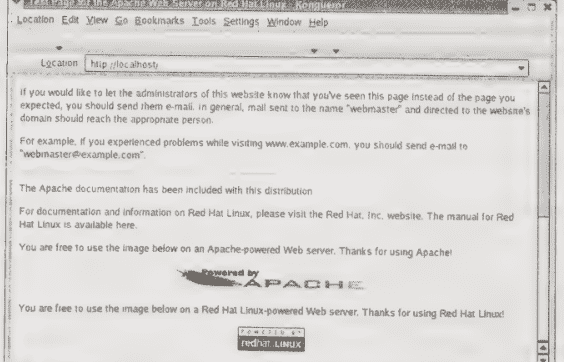 Test Page for the Apache Web Server on Red Hat Linux - Konqueror
Location Edit View Go Bookmarks Tools Settings Window Help
Location http://localhost/
If you would like to let the administrators of this website know that you've seen this page instead of the page you
expected, you should send them e-mail. In general, mail sent to the name "webmaster" and directed to the website's
domain should reach the appropriate person.
For example, if you experienced problems while visiting www.example.com, you should send e-mail to
"webmaster@example.com".
The Apache documentation has been included with this distribution
For documentation and information on Red Hat Linux, please visit the Red Hat, Inc. website. The manual for Red
Hat Linux is available here.
You are free to use the image below on an Apache-powered Web server. Thanks for using Apache!
Powered by
APACHE
You are free to use the image below on a Red Hat Linux-powered Web server. Thanks for using Red Hat Linux!
POWERED BY
redhat LINUX